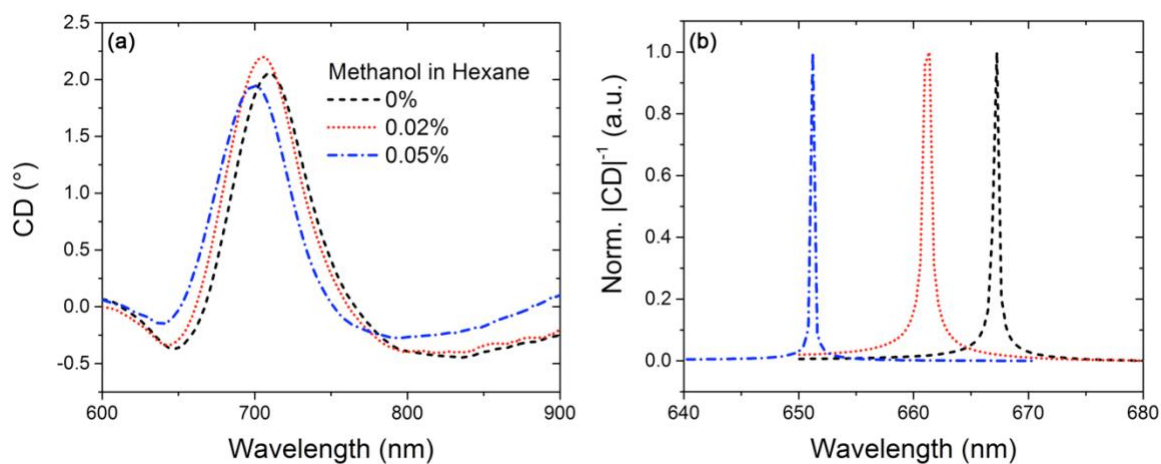 (a)
Methanol in Hexane
0%
0.02%
0.05%
2.5
2.0
1.5
1.0
0.5
0.0
-0.5
CD (°)
600 700 800 900
Wavelength (nm)
(b)
1.0
0.8
0.6
0.4
0.2
0.0
Norm. |CD|⁻¹ (a.u.)
640 650 660 670 680
Wavelength (nm)